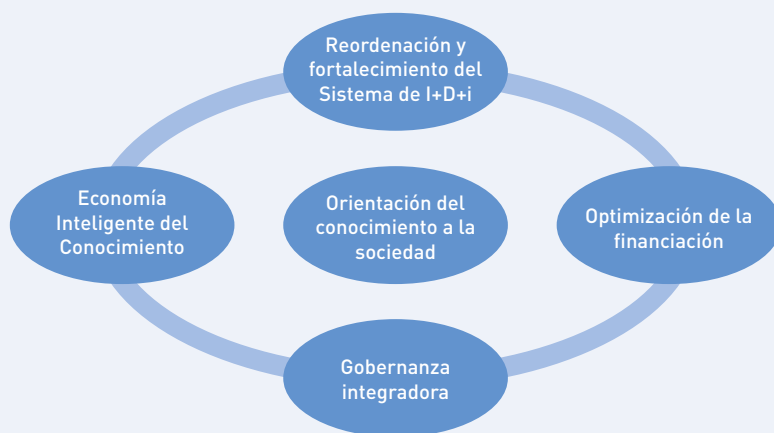 Reordenación y
fortalecimiento del
Sistema de I+D+i
Economía
Inteligente del
Conocimiento
Orientación del
conocimiento a la
sociedad
Optimización de la
financiación
Gobernanza
integradora